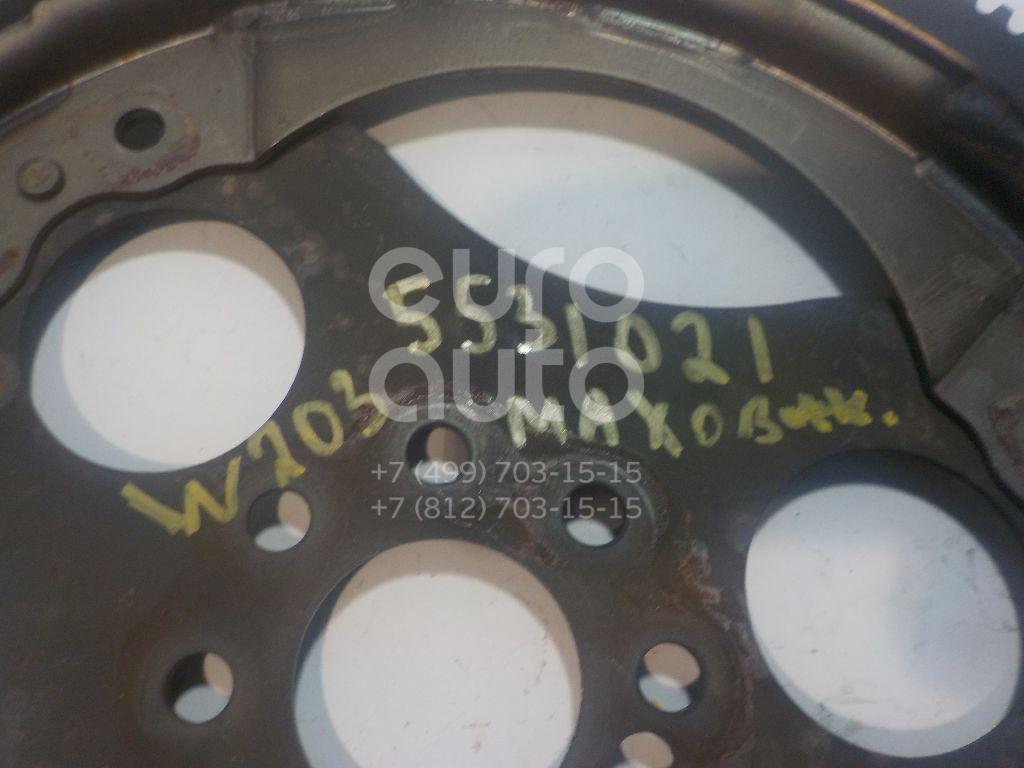 5531021
W203
МАХОВИК.
euro
auto
+7 (499) 703-15-15
+7 (812) 703-15-15